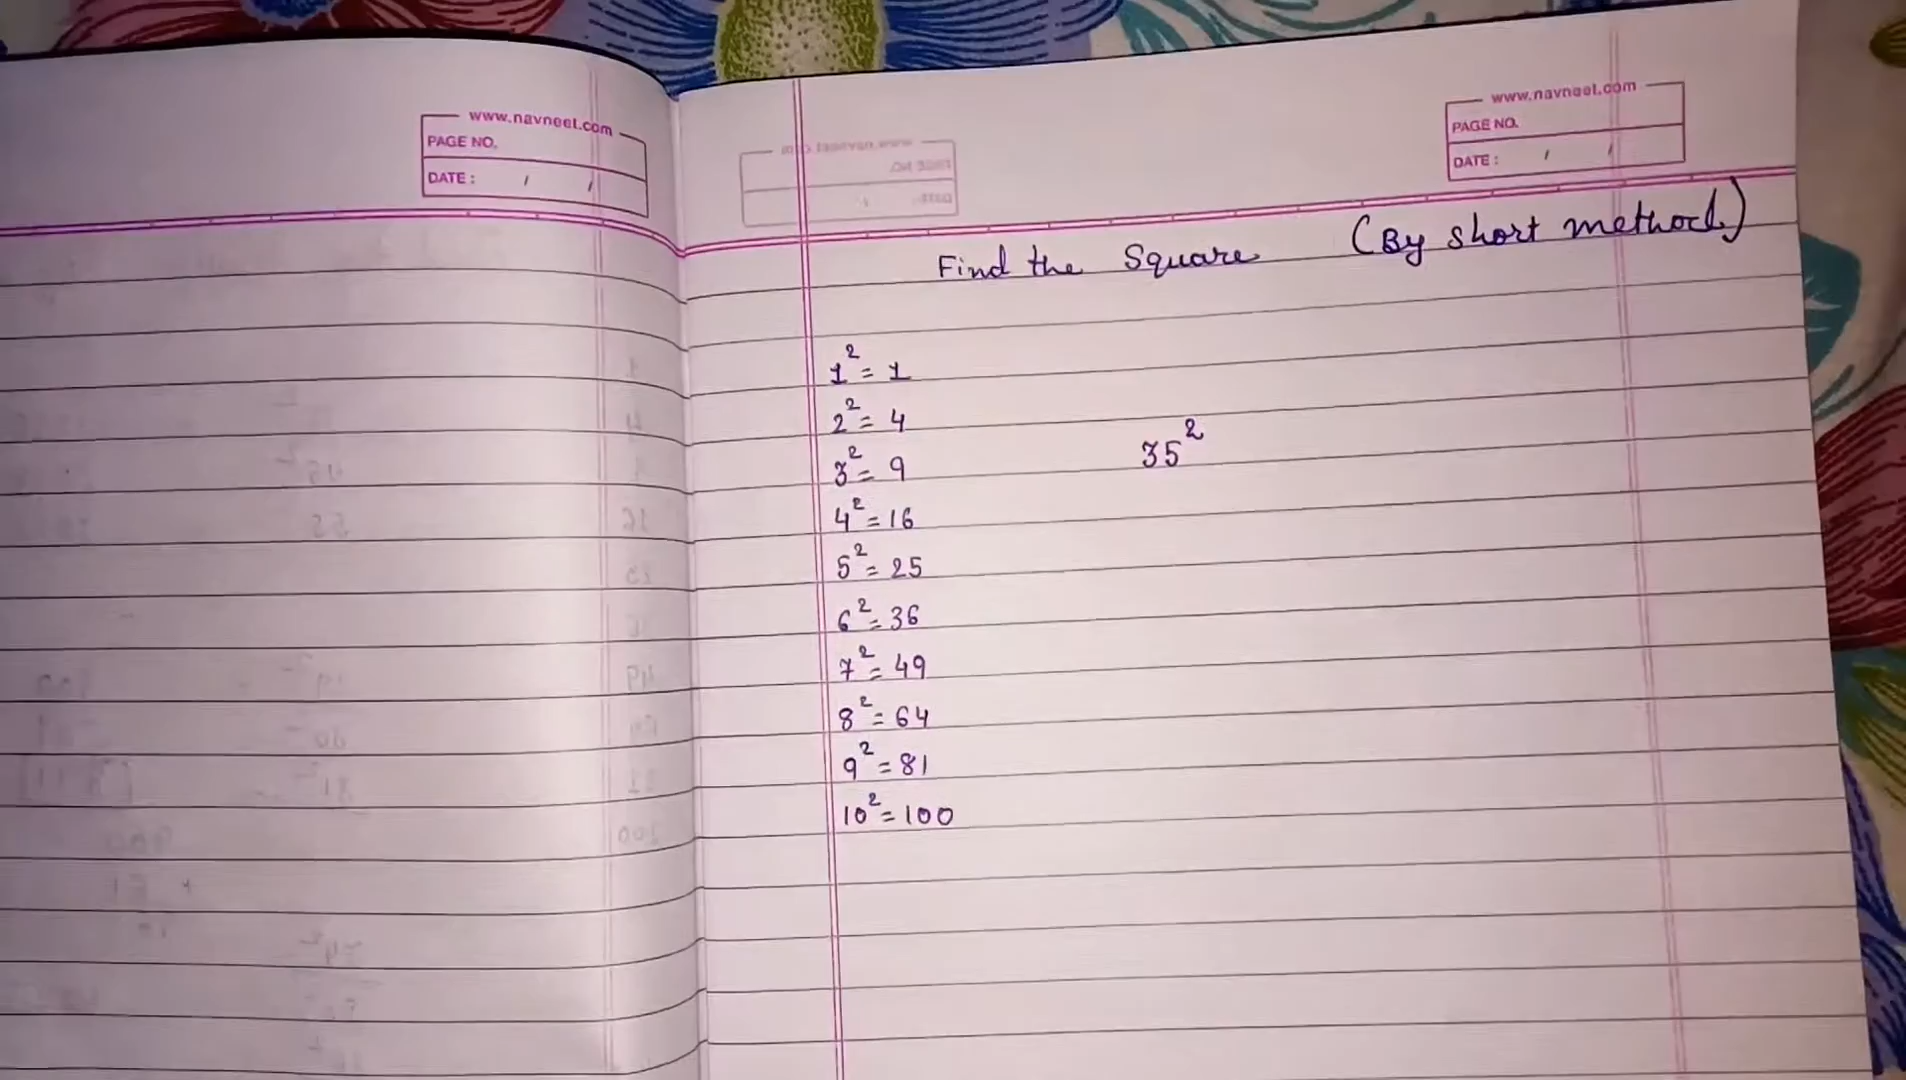 www.navneet.com
PAGE NO.
DATE : / /
www.navneet.com
PAGE NO.
DATE : / /
Find the Square (By short method)
1² = 1
2² = 4
3² = 9
35²
4² = 16
5² = 25
6² = 36
7² = 49
8² = 64
9² = 81
10² = 100